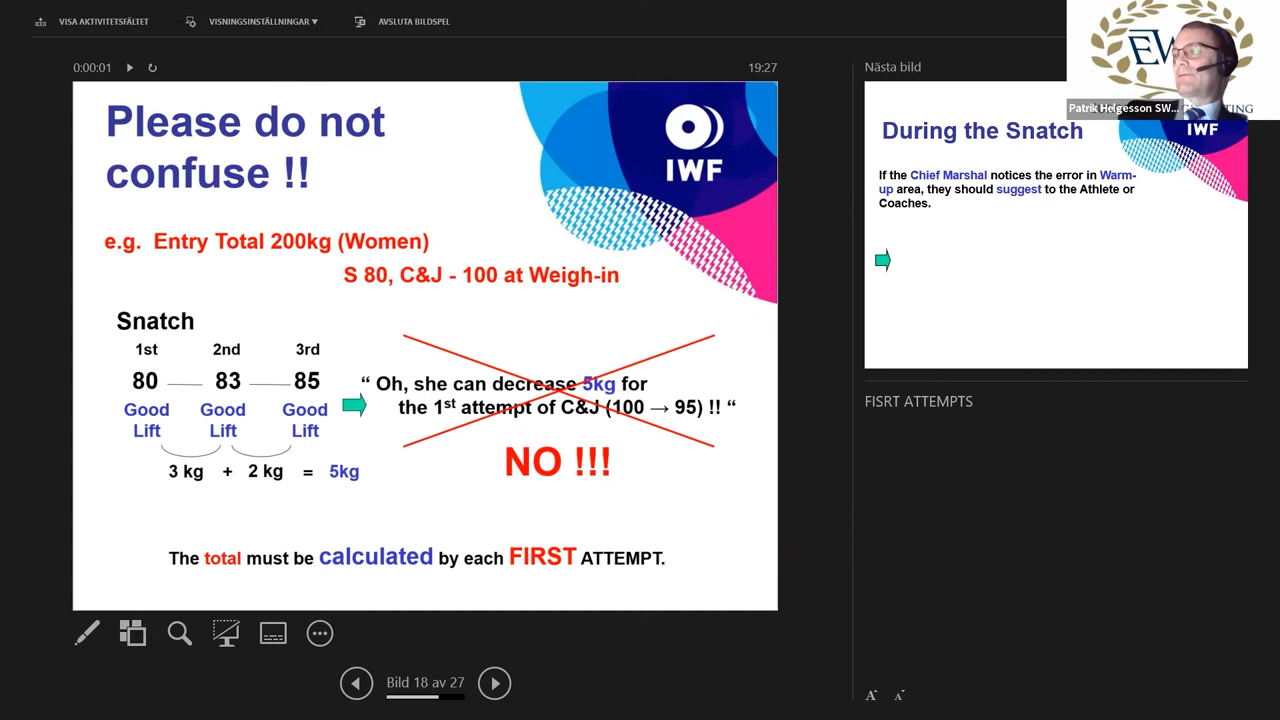 VISA AKTIVITETSFÄLTET VISNINGSINSTÄLLNINGAR ▾ AVSLUTA BILDSPEL
0:00:01 19:27
Please do not
confuse !!
IWF
e.g. Entry Total 200kg (Women)
S 80, C&J - 100 at Weigh-in
Snatch
1st 2nd 3rd
80 83 85
Good Good Good
Lift Lift Lift
3 kg + 2 kg = 5kg
“ Oh, she can decrease 5kg for
the 1st attempt of C&J (100 → 95) !! “
NO !!!
The total must be calculated by each FIRST ATTEMPT.
Bild 18 av 27
Nästa bild
Patrik Helgesson SW...
During the Snatch
IWF
If the Chief Marshal notices the error in Warm-
up area, they should suggest to the Athlete or
Coaches.
FISRT ATTEMPTS
A A